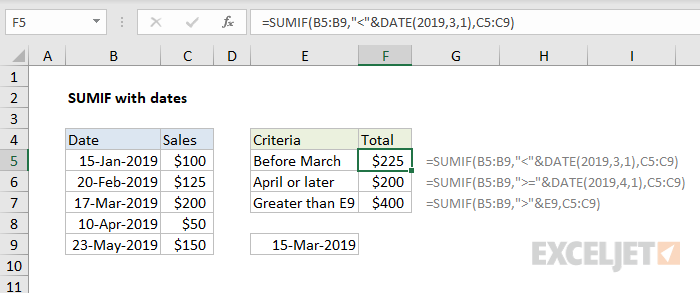 F5 fx =SUMIF(B5:B9,"<"&DATE(2019,3,1),C5:C9)
A B C D E F G H I
1
2 SUMIF with dates
3
4 Date Sales Criteria Total
5 15-Jan-2019 $100 Before March $225 =SUMIF(B5:B9,"<"&DATE(2019,3,1),C5:C9)
6 20-Feb-2019 $125 April or later $200 =SUMIF(B5:B9,">="&DATE(2019,4,1),C5:C9)
7 17-Mar-2019 $200 Greater than E9 $400 =SUMIF(B5:B9,">"&E9,C5:C9)
8 10-Apr-2019 $50
9 23-May-2019 $150 15-Mar-2019
10 EXCELJET
11